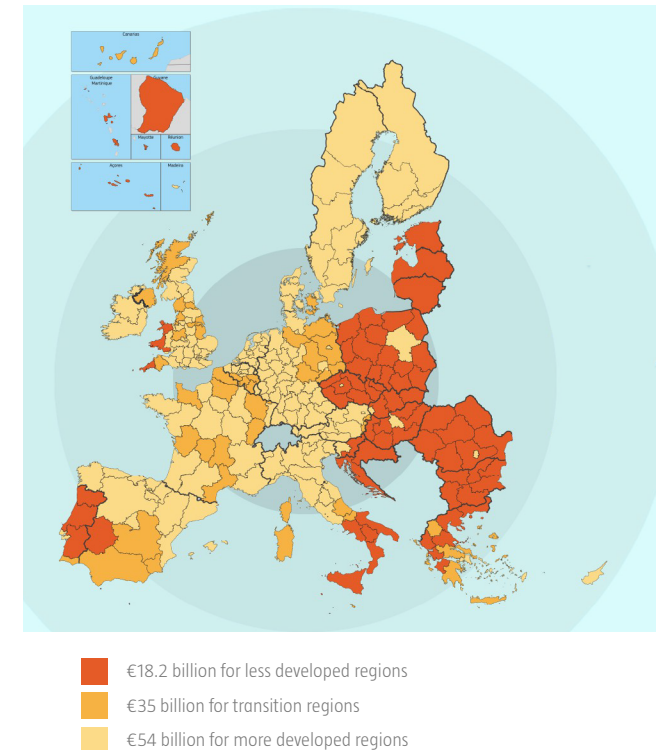 Canarias
Guadeloupe
Martinique
Guyane
Mayotte
Réunion
Açores
Madeira
€18.2 billion for less developed regions
€35 billion for transition regions
€54 billion for more developed regions